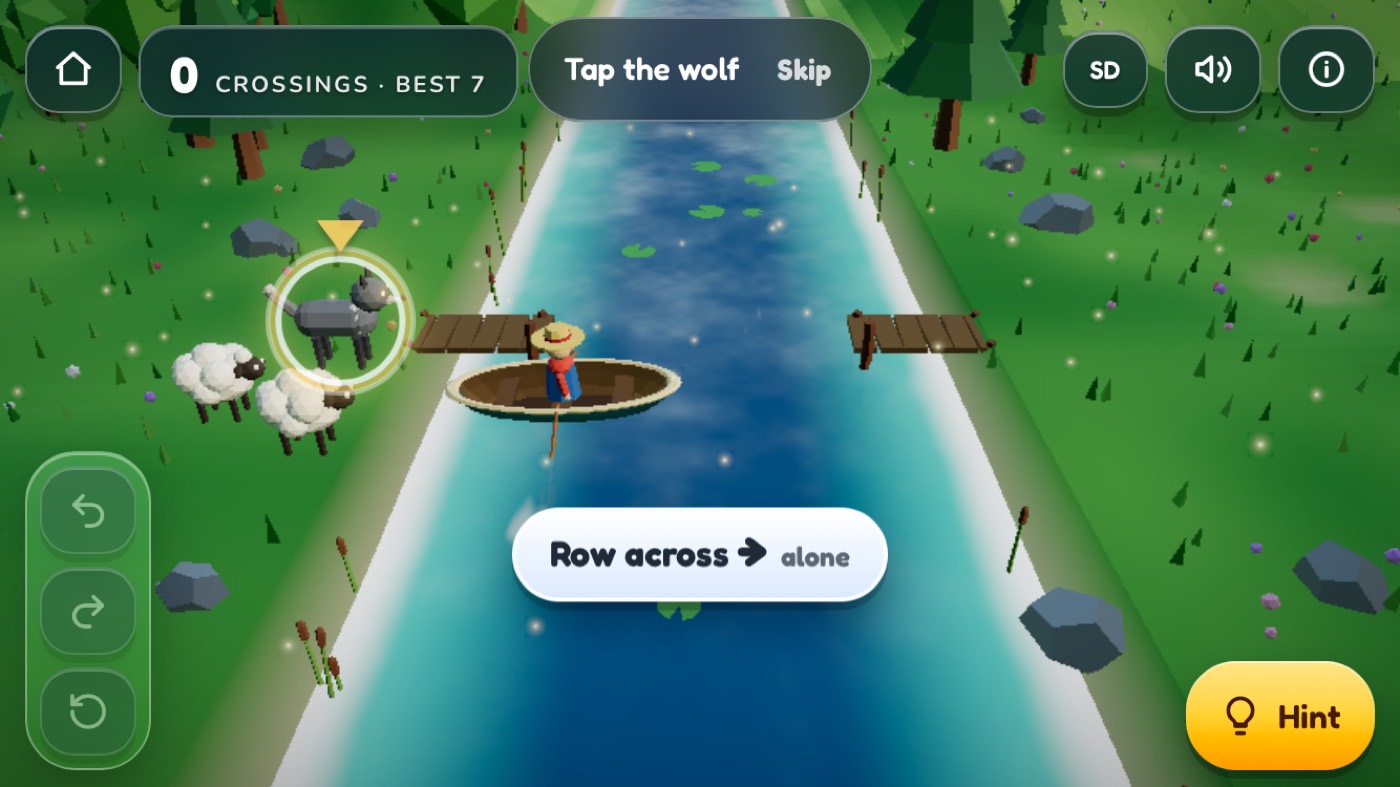 0 CROSSINGS · BEST 7
Tap the wolf Skip
SD
Row across → alone
Hint